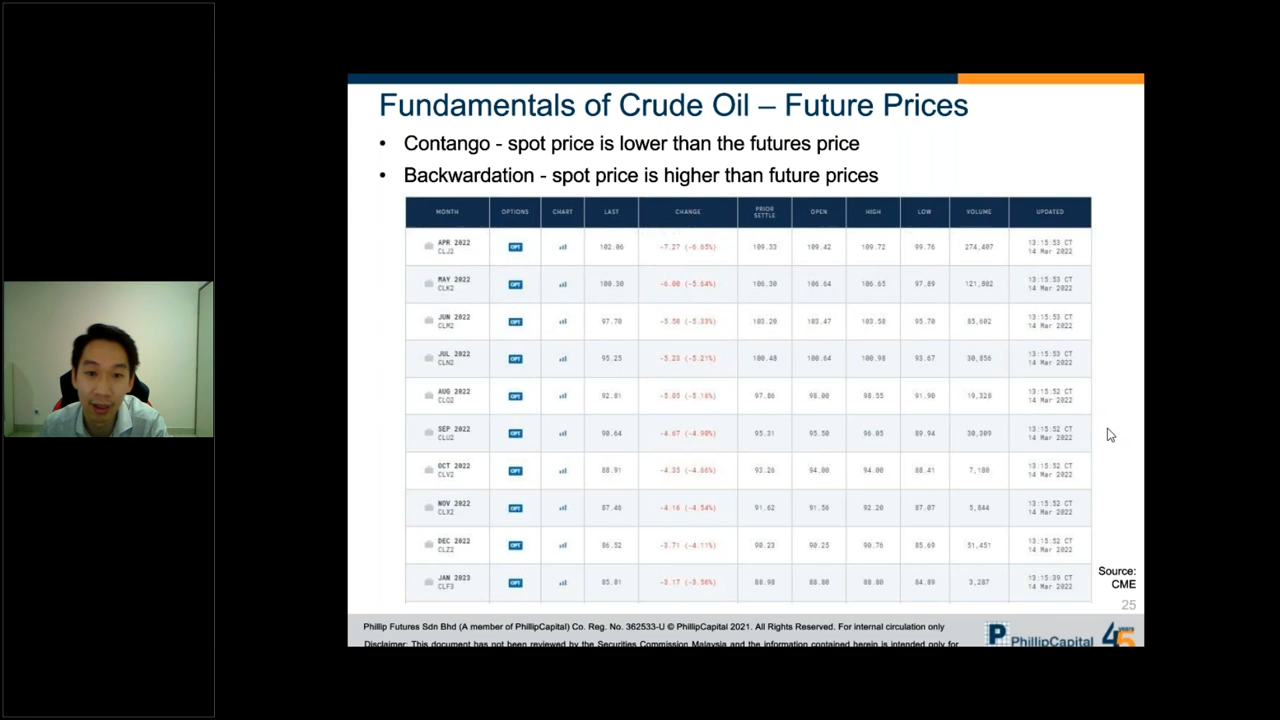 Fundamentals of Crude Oil – Future Prices
• Contango - spot price is lower than the futures price
• Backwardation - spot price is higher than future prices
MONTH OPTIONS CHART LAST CHANGE PRIOR SETTLE OPEN HIGH LOW VOLUME UPDATED
APR 2022 CLJ2 OPT 102.06 -7.27 (-6.65%) 109.33 109.42 109.72 99.76 274,407 13:15:53 CT 14 Mar 2022
MAY 2022 CLK2 OPT 100.30 -6.00 (-5.64%) 106.30 106.64 106.65 97.89 121,802 13:15:53 CT 14 Mar 2022
JUN 2022 CLM2 OPT 97.70 -5.50 (-5.33%) 103.20 103.47 103.58 95.70 85,602 13:15:53 CT 14 Mar 2022
JUL 2022 CLN2 OPT 95.25 -5.23 (-5.21%) 100.48 100.64 100.98 93.67 30,856 13:15:53 CT 14 Mar 2022
AUG 2022 CLQ2 OPT 92.81 -5.05 (-5.16%) 97.86 98.00 98.55 91.90 19,328 13:15:52 CT 14 Mar 2022
SEP 2022 CLU2 OPT 90.64 -4.67 (-4.90%) 95.31 95.50 96.05 89.94 30,309 13:15:52 CT 14 Mar 2022
OCT 2022 CLV2 OPT 88.91 -4.35 (-4.66%) 93.26 94.00 94.00 88.41 7,180 13:15:52 CT 14 Mar 2022
NOV 2022 CLX2 OPT 87.46 -4.16 (-4.54%) 91.62 91.56 92.20 87.07 5,844 13:15:52 CT 14 Mar 2022
DEC 2022 CLZ2 OPT 86.52 -3.71 (-4.11%) 90.23 90.25 90.76 85.69 51,451 13:15:52 CT 14 Mar 2022
JAN 2023 CLF3 OPT 85.81 -3.17 (-3.56%) 88.98 88.80 88.80 84.89 3,287 13:15:39 CT 14 Mar 2022
Source:
CME
25
Phillip Futures Sdn Bhd (A member of PhillipCapital) Co. Reg. No. 362533-U © PhillipCapital 2021. All Rights Reserved. For internal circulation only
Disclaimer: This document has not been reviewed by the Securities Commission Malaysia and the information contained herein is intended only for
P PhillipCapital 45 years